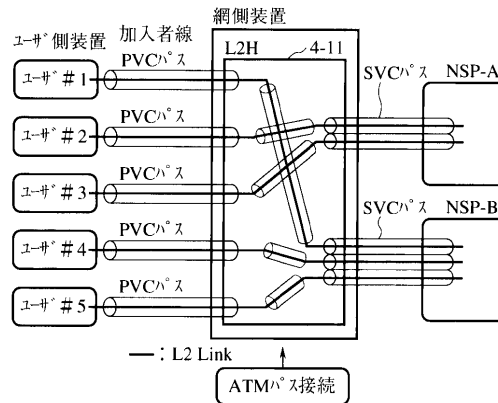 網側装置
ユーザ側装置
加入者線
L2H
4-11
PVCパス
ユーザ#1
SVCパス
NSP-A
PVCパス
ユーザ#2
PVCパス
ユーザ#3
SVCパス
NSP-B
PVCパス
ユーザ#4
PVCパス
ユーザ#5
━: L2 Link
ATMパス接続